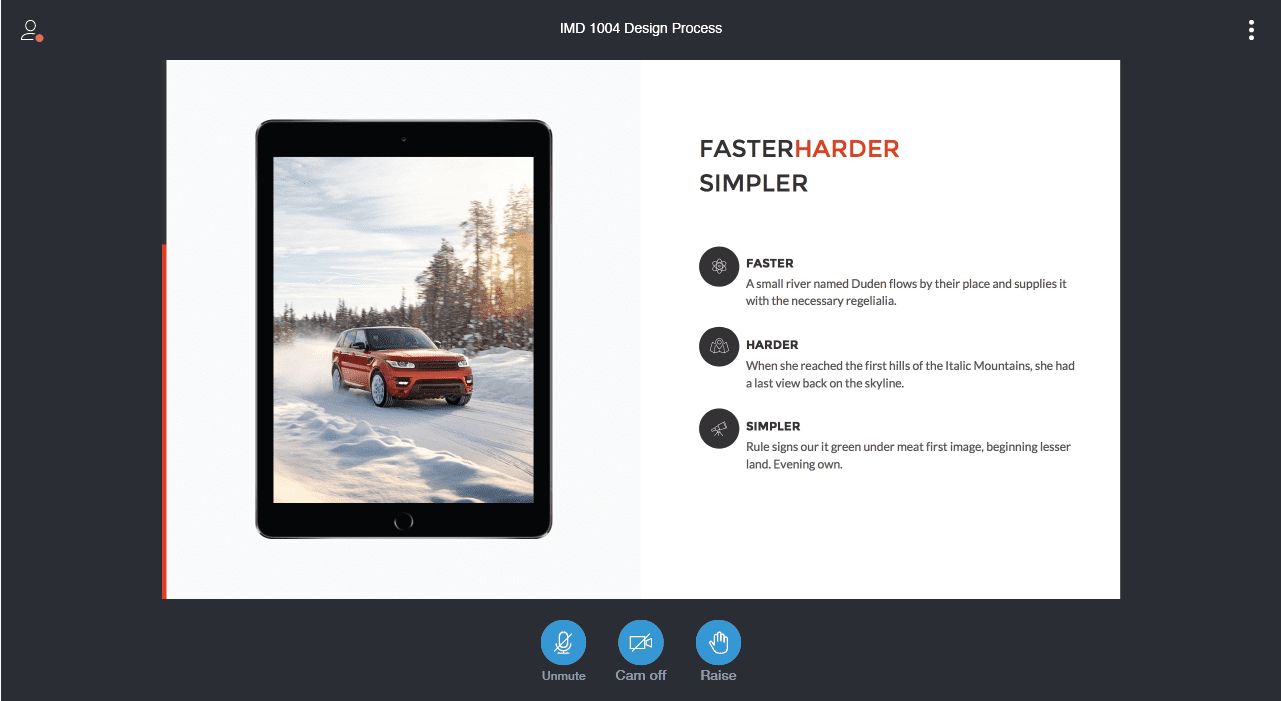 IMD 1004 Design Process
FASTERHARDER
SIMPLER
FASTER
A small river named Duden flows by their place and supplies it
with the necessary regelialia.
HARDER
When she reached the first hills of the Italic Mountains, she had
a last view back on the skyline.
SIMPLER
Rule signs our it green under meat first image, beginning lesser
land. Evening own.
Unmute
Cam off
Raise